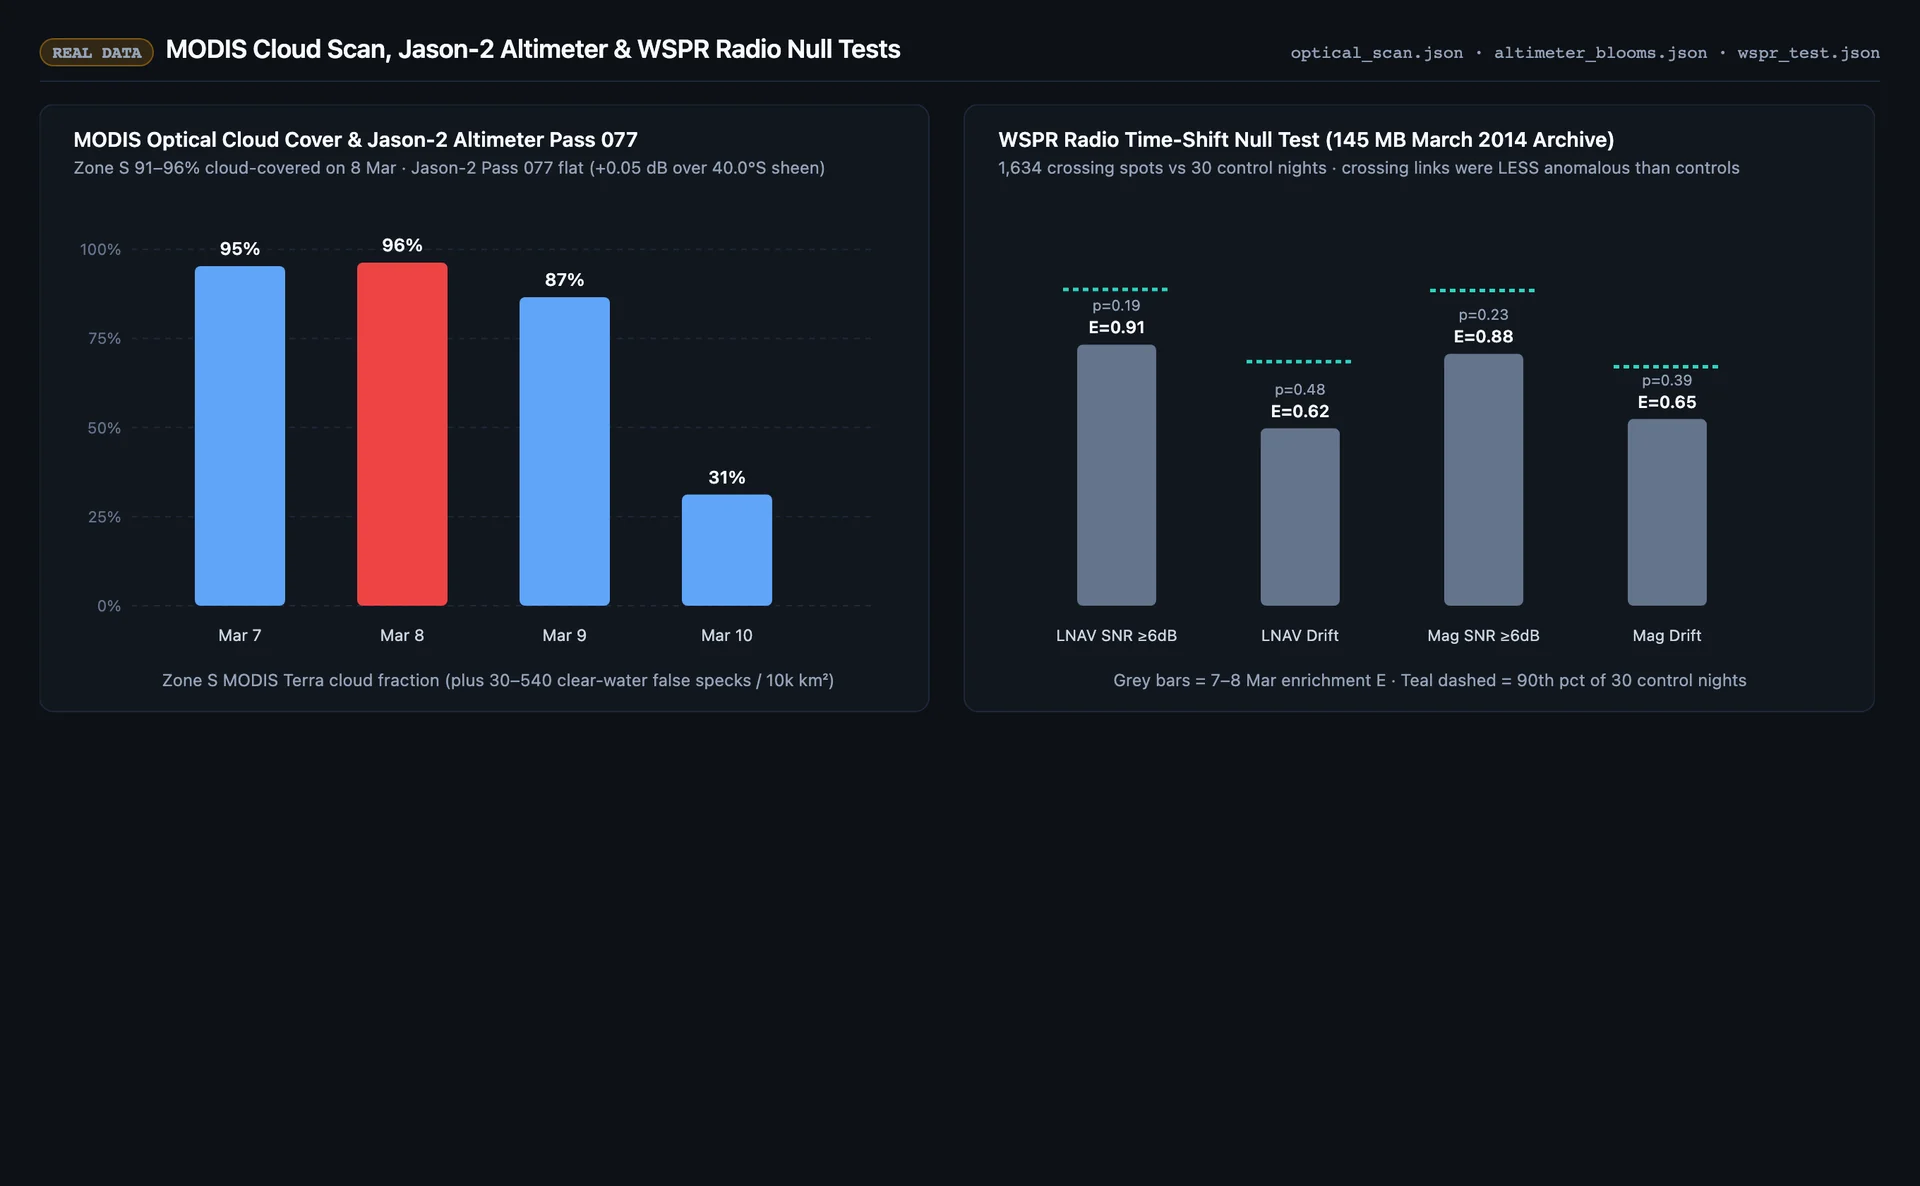 REAL DATA MODIS Cloud Scan, Jason-2 Altimeter & WSPR Radio Null Tests
optical_scan.json · altimeter_blooms.json · wspr_test.json
MODIS Optical Cloud Cover & Jason-2 Altimeter Pass 077
Zone S 91–96% cloud-covered on 8 Mar · Jason-2 Pass 077 flat (+0.05 dB over 40.0°S sheen)
100%
75%
50%
25%
0%
95%
96%
87%
31%
Mar 7
Mar 8
Mar 9
Mar 10
Zone S MODIS Terra cloud fraction (plus 30–540 clear-water false specks / 10k km²)
WSPR Radio Time-Shift Null Test (145 MB March 2014 Archive)
1,634 crossing spots vs 30 control nights · crossing links were LESS anomalous than controls
p=0.19
E=0.91
p=0.48
E=0.62
p=0.23
E=0.88
p=0.39
E=0.65
LNAV SNR ≥6dB
LNAV Drift
Mag SNR ≥6dB
Mag Drift
Grey bars = 7–8 Mar enrichment E · Teal dashed = 90th pct of 30 control nights